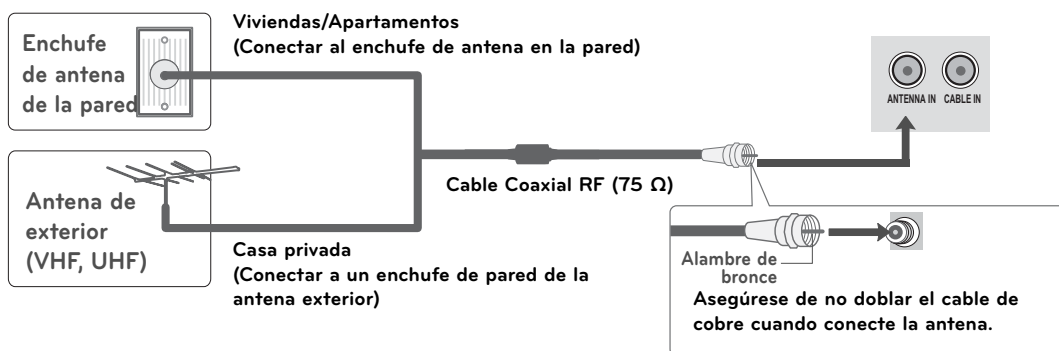 Viviendas/Apartamentos
(Conectar al enchufe de antena en la pared)
Enchufe
de antena
de la pared
ANTENNA IN
CABLE IN
Cable Coaxial RF (75 Ω)
Antena de
exterior
(VHF, UHF)
Casa privada
(Conectar a un enchufe de pared de la
antena exterior)
Alambre de
bronce
Asegúrese de no doblar el cable de
cobre cuando conecte la antena.